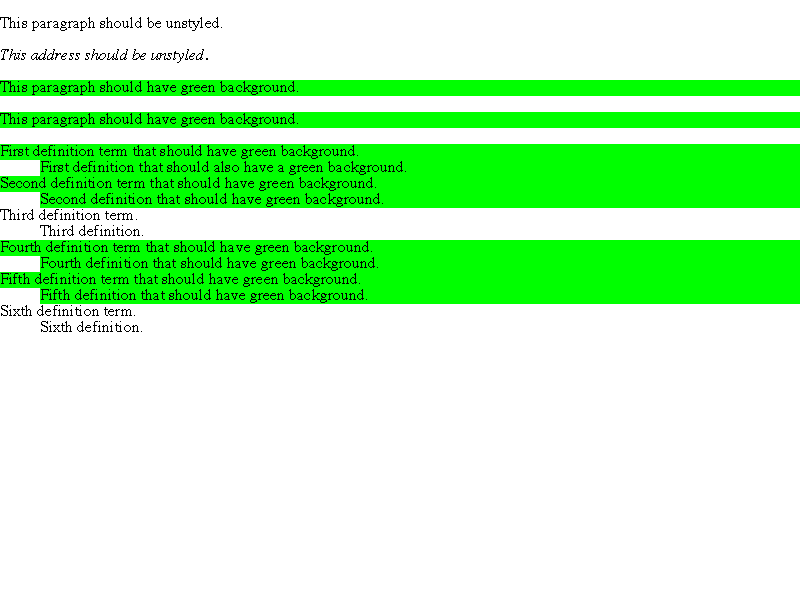 This paragraph should be unstyled.
This address should be unstyled.
This paragraph should have green background.
This paragraph should have green background.
First definition term that should have green background.
First definition that should also have a green background.
Second definition term that should have green background.
Second definition that should have green background.
Third definition term.
Third definition.
Fourth definition term that should have green background.
Fourth definition that should have green background.
Fifth definition term that should have green background.
Fifth definition that should have green background.
Sixth definition term.
Sixth definition.